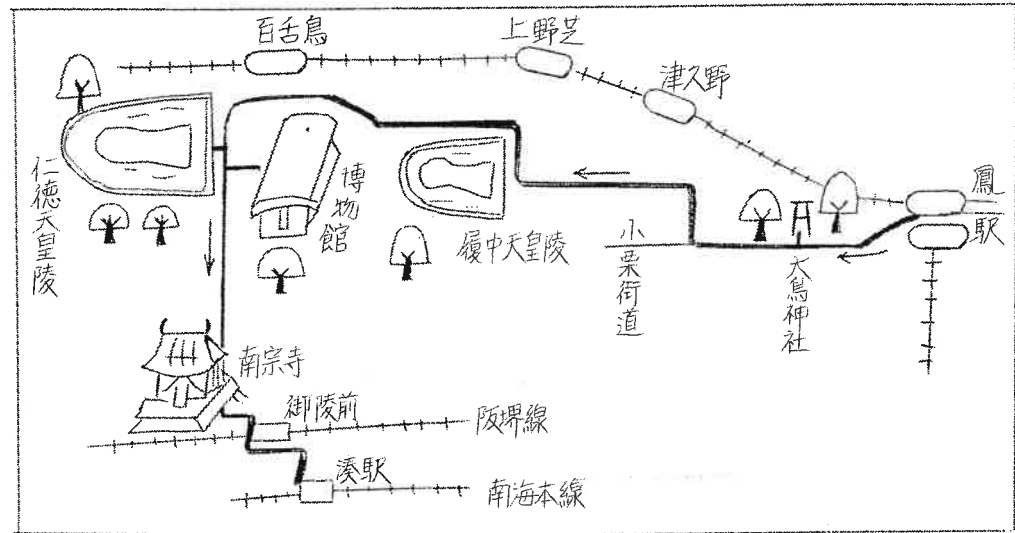 百舌鳥
上野芝
津久野
鳳駅
大鳥神社
小栗街道
履中天皇陵
博物館
仁徳天皇陵
南宗寺
御陵前
阪堺線
湊駅
南海本線